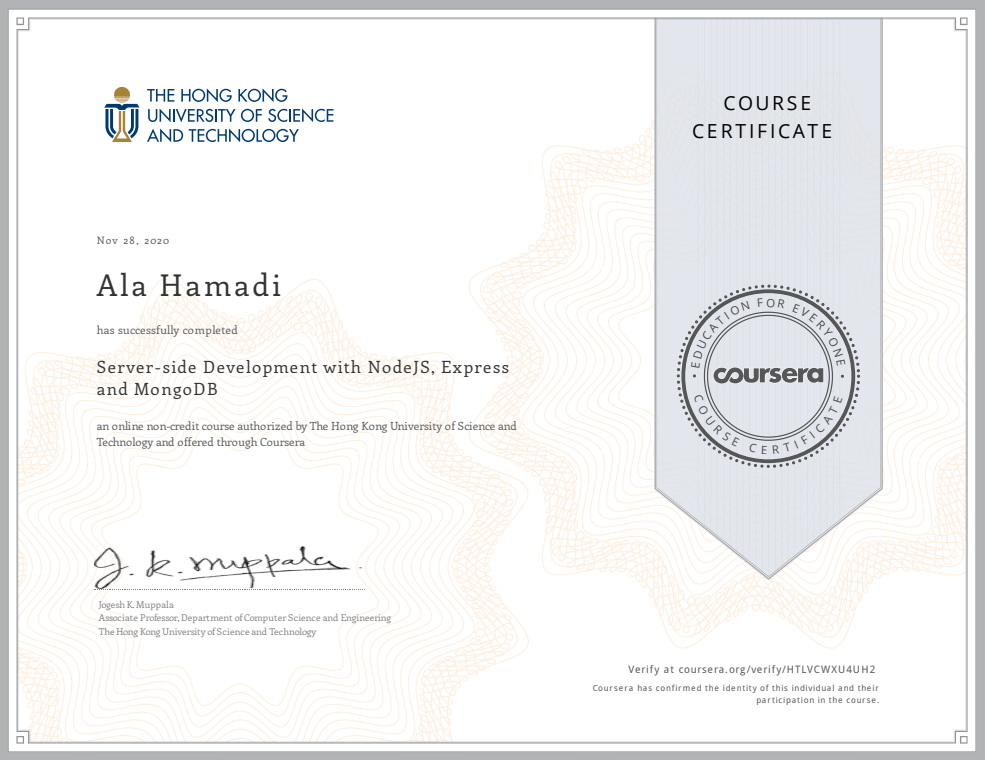 THE HONG KONG
UNIVERSITY OF SCIENCE
AND TECHNOLOGY
COURSE
CERTIFICATE
Nov 28, 2020
Ala Hamadi
has successfully completed
Server-side Development with NodeJS, Express
and MongoDB
an online non-credit course authorized by The Hong Kong University of Science and
Technology and offered through Coursera
EDUCATION FOR EVERYONE
coursera
COURSE CERTIFICATE
J. K. Muppala
Jogesh K. Muppala
Associate Professor, Department of Computer Science and Engineering
The Hong Kong University of Science and Technology
Verify at coursera.org/verify/HTLVCWXU4UH2
Coursera has confirmed the identity of this individual and their
participation in the course.